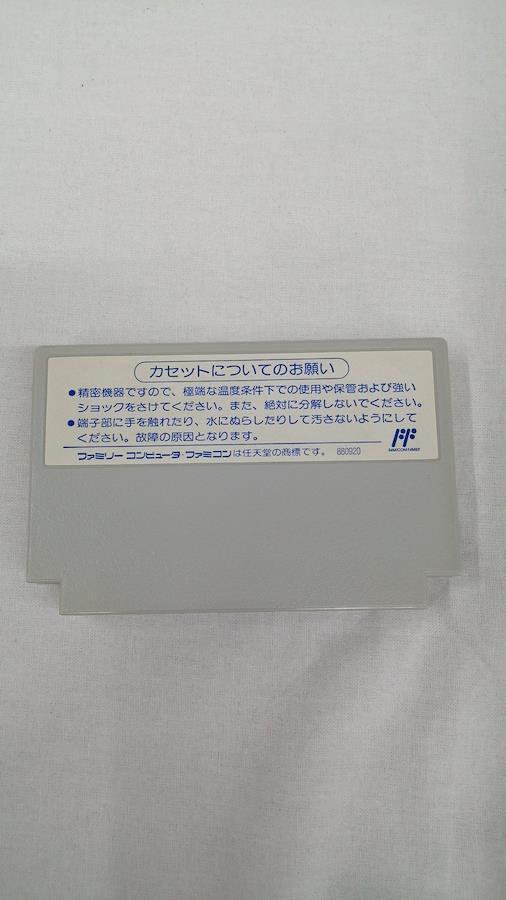 カセットについてのお願い
●精密機器ですので、極端な温度条件下での使用や保管および強い
ショックをさけてください。また、絶対に分解しないでください。
●端子部に手を触れたり、水にぬらしたりして汚さないようにして
ください。故障の原因となります。
ファミリーコンピュータ・ファミコンは任天堂の商標です。 880920
FAMICOM FAMILY